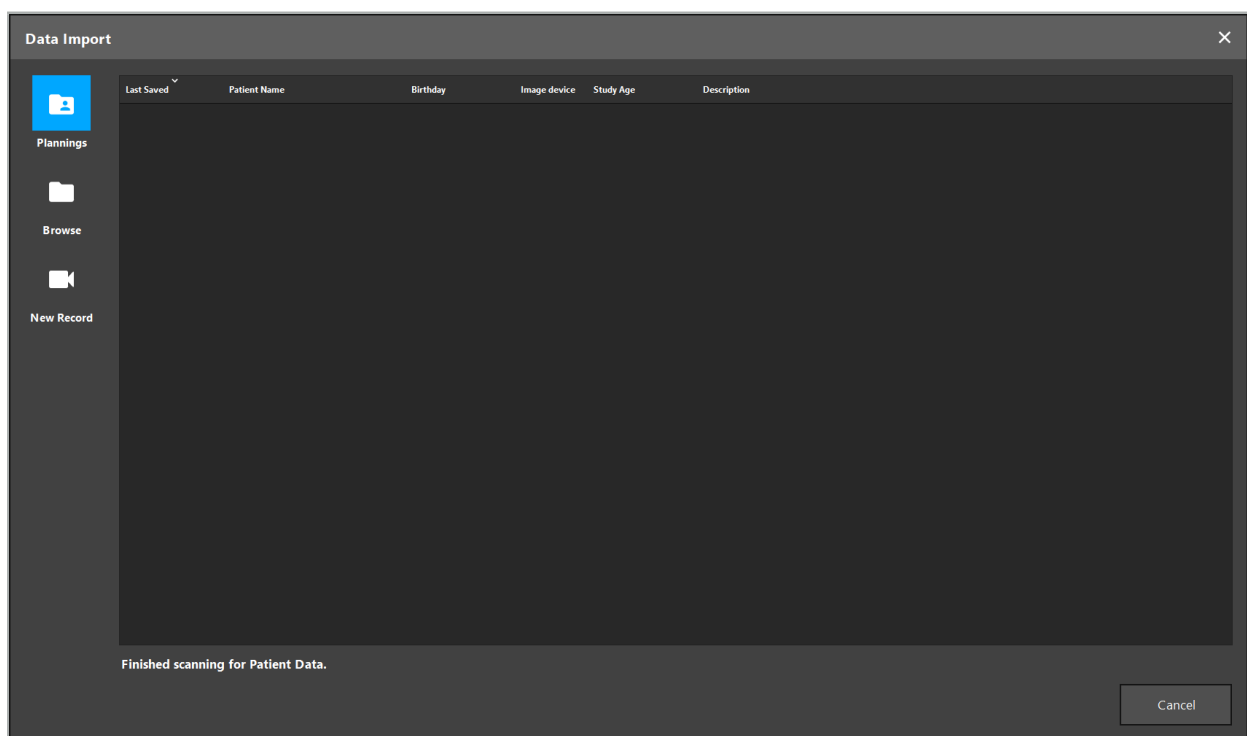 Data Import
Last Saved Patient Name Birthday Image device Study Age Description
Plannings
Browse
New Record
Finished scanning for Patient Data.
Cancel